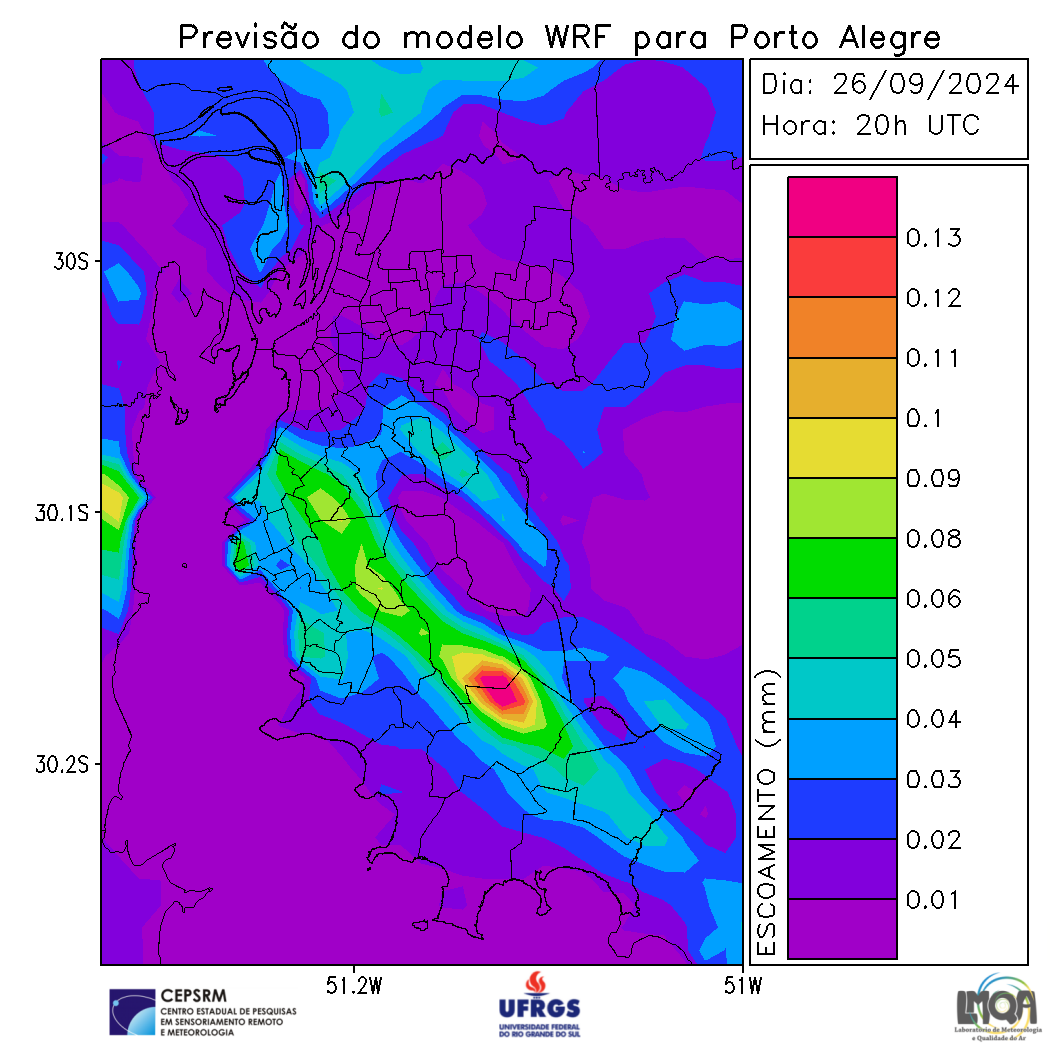 Previsão do modelo WRF para Porto Alegre
Dia: 26/09/2024
Hora: 20h UTC
30S
30.1S
30.2S
51.2W
51W
ESCOAMENTO (mm)
0.13
0.12
0.11
0.1
0.09
0.08
0.06
0.05
0.04
0.03
0.02
0.01
CEPSRM
CENTRO ESTADUAL DE PESQUISAS
EM SENSORIAMENTO REMOTO
E METEOROLOGIA
UFRGS
UNIVERSIDADE FEDERAL
DO RIO GRANDE DO SUL
LMQA
Laboratório de Meteorologia
e Qualidade do Ar